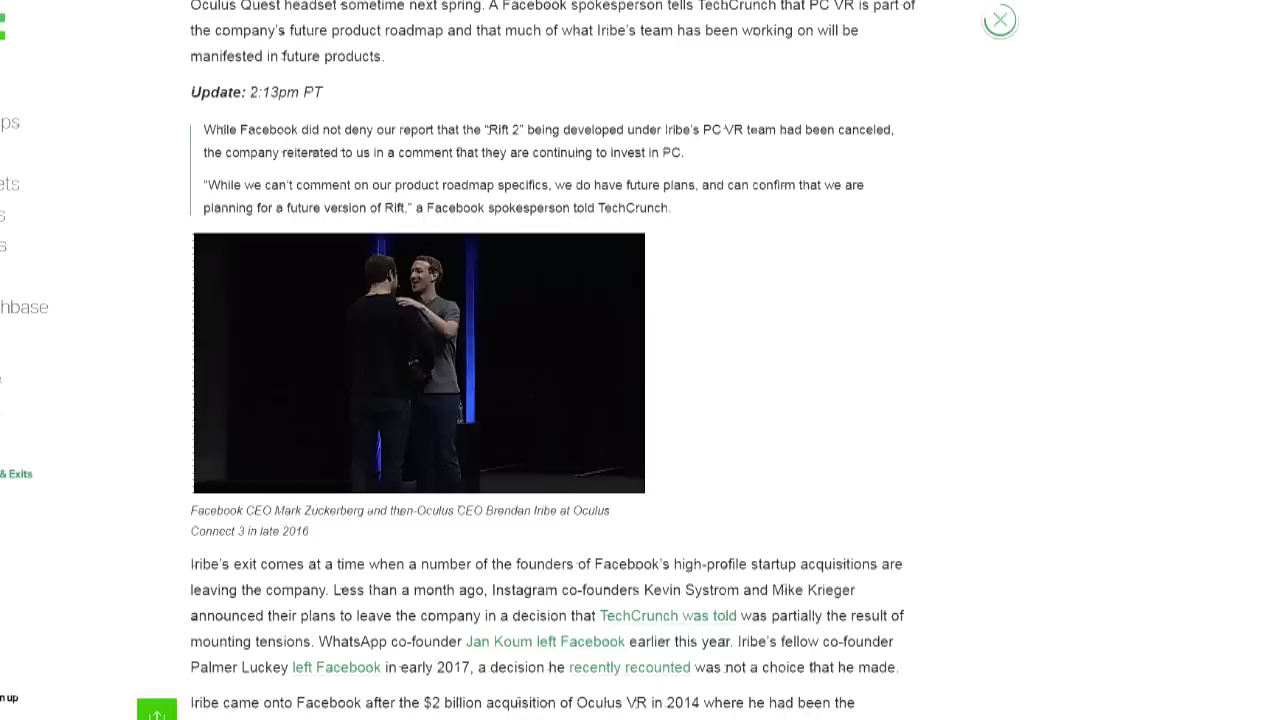 Oculus Quest headset sometime next spring. A Facebook spokesperson tells TechCrunch that PC VR is part of
the company's future product roadmap and that much of what Iribe's team has been working on will be
manifested in future products.
Update: 2:13pm PT
ps
While Facebook did not deny our report that the "Rift 2" being developed under Iribe's PC VR team had been canceled,
the company reiterated to us in a comment that they are continuing to invest in PC.
ets
"While we can't comment on our product roadmap specifics, we do have future plans, and can confirm that we are
planning for a future version of Rift," a Facebook spokesperson told TechCrunch.
s
s
hbase
& Exits
Facebook CEO Mark Zuckerberg and then-Oculus CEO Brendan Iribe at Oculus
Connect 3 in late 2016
Iribe's exit comes at a time when a number of the founders of Facebook's high-profile startup acquisitions are
leaving the company. Less than a month ago, Instagram co-founders Kevin Systrom and Mike Krieger
announced their plans to leave the company in a decision that TechCrunch was told was partially the result of
mounting tensions. WhatsApp co-founder Jan Koum left Facebook earlier this year. Iribe's fellow co-founder
Palmer Luckey left Facebook in early 2017, a decision he recently recounted was not a choice that he made.
n up
Iribe came onto Facebook after the $2 billion acquisition of Oculus VR in 2014 where he had been the